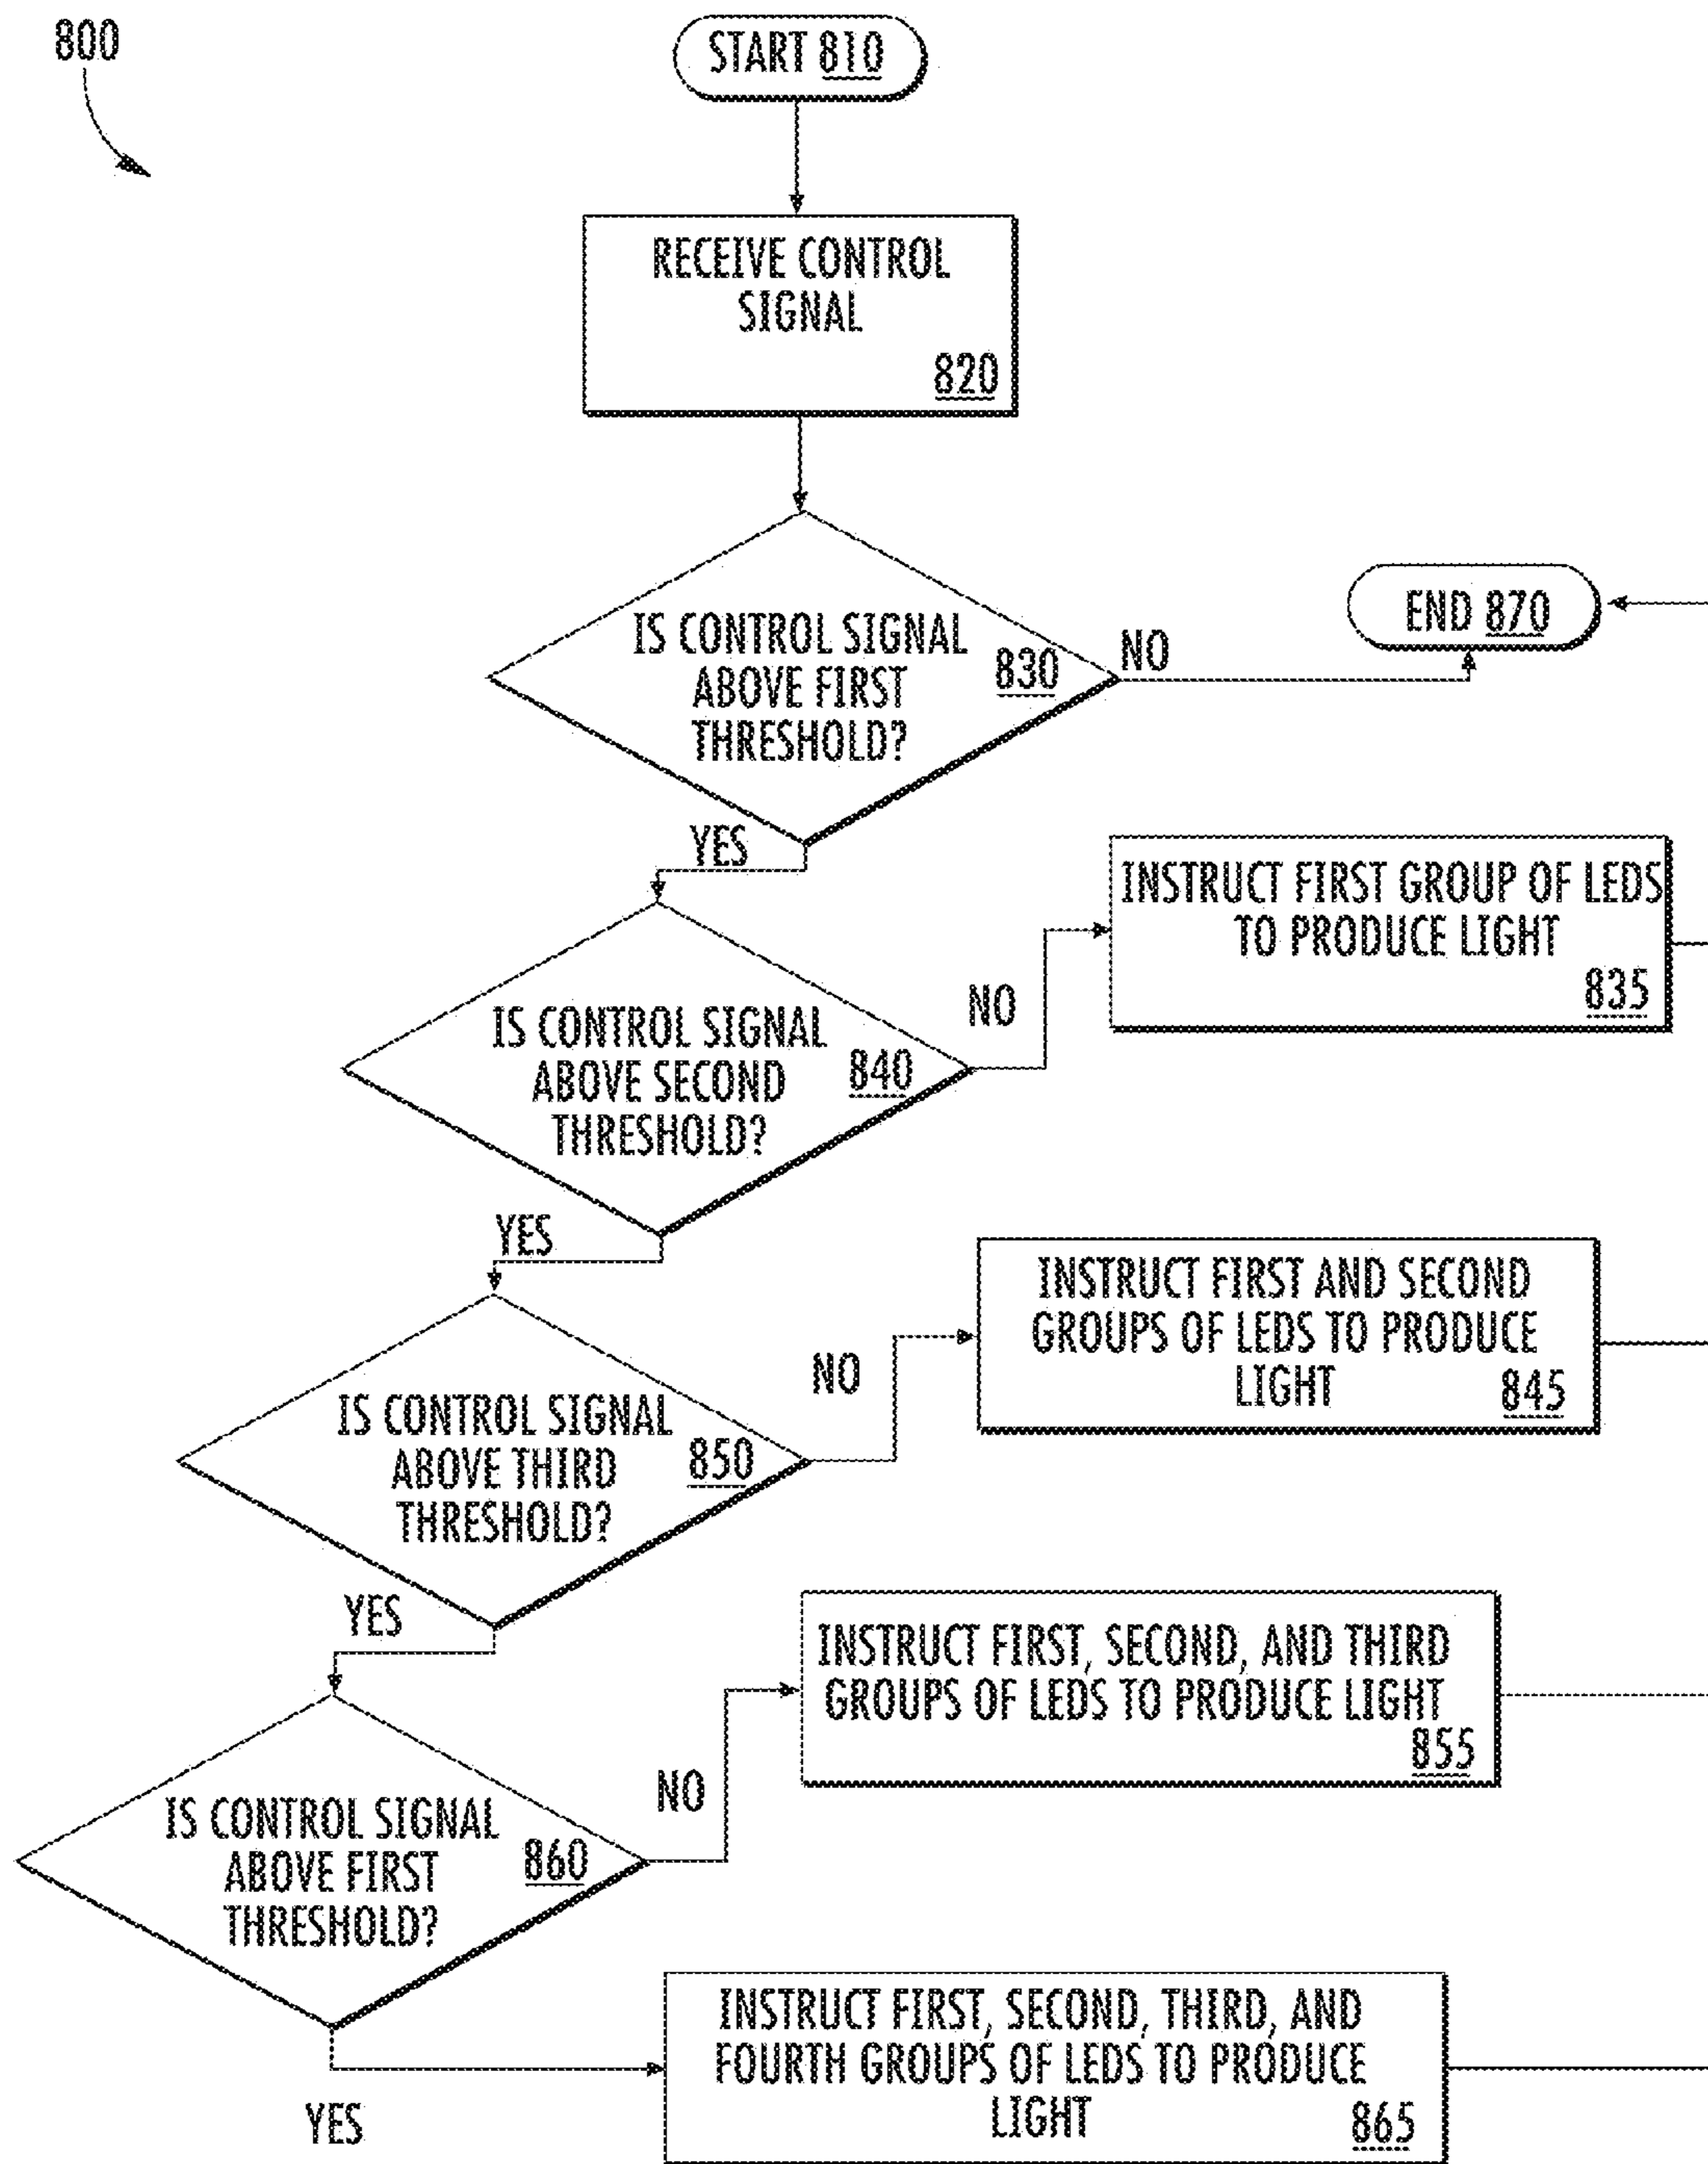 800
START 810
RECEIVE CONTROL
SIGNAL
820
IS CONTROL SIGNAL
ABOVE FIRST
THRESHOLD?
830
NO
END 870
YES
INSTRUCT FIRST GROUP OF LEDS
TO PRODUCE LIGHT
835
IS CONTROL SIGNAL
ABOVE SECOND
THRESHOLD?
840
NO
YES
INSTRUCT FIRST AND SECOND
GROUPS OF LEDS TO PRODUCE
LIGHT
845
IS CONTROL SIGNAL
ABOVE THIRD
THRESHOLD?
850
NO
YES
INSTRUCT FIRST, SECOND, AND THIRD
GROUPS OF LEDS TO PRODUCE LIGHT
855
IS CONTROL SIGNAL
ABOVE FIRST
THRESHOLD?
860
NO
YES
INSTRUCT FIRST, SECOND, THIRD, AND
FOURTH GROUPS OF LEDS TO PRODUCE
LIGHT
865